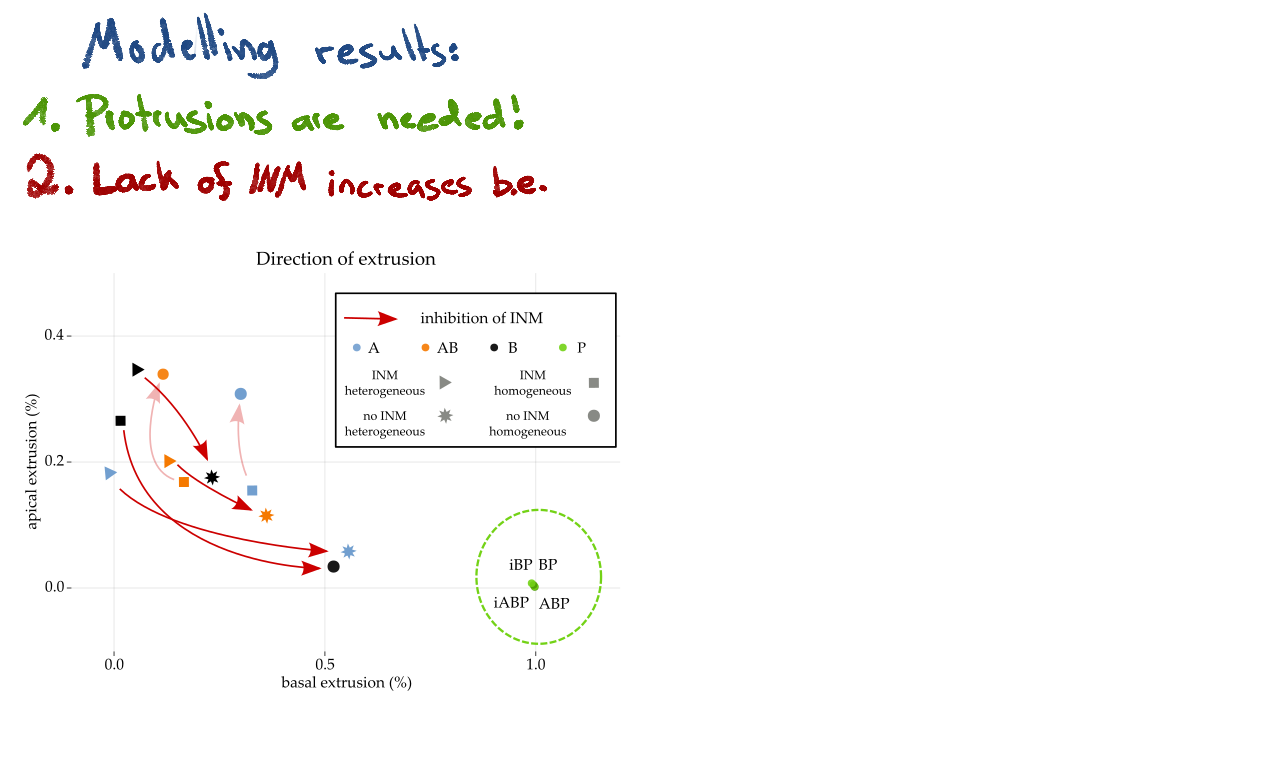 Modelling results:
1. Protrusions are needed!
2. Lack of INM increases b.e.
Direction of extrusion
inhibition of INM
A AB B P
INM heterogeneous
INM homogeneous
no INM heterogeneous
no INM homogeneous
0.4
0.2
0.0
apical extrusion (%)
iBP BP
iABP ABP
0.0 0.5 1.0
basal extrusion (%)